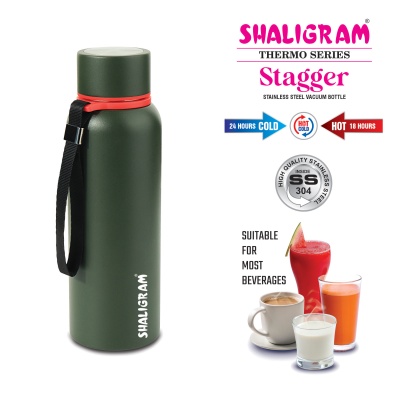 SHALIGRAM®
THERMO SERIES
Stagger
STAINLESS STEEL VACUUM BOTTLE
24 HOURS COLD
HOT
COLD
HOT 18 HOURS
HIGH QUALITY STAINLESS STEEL
INSIDE
SS
304
SUITABLE
FOR
MOST
BEVERAGES
SHALIGRAM®